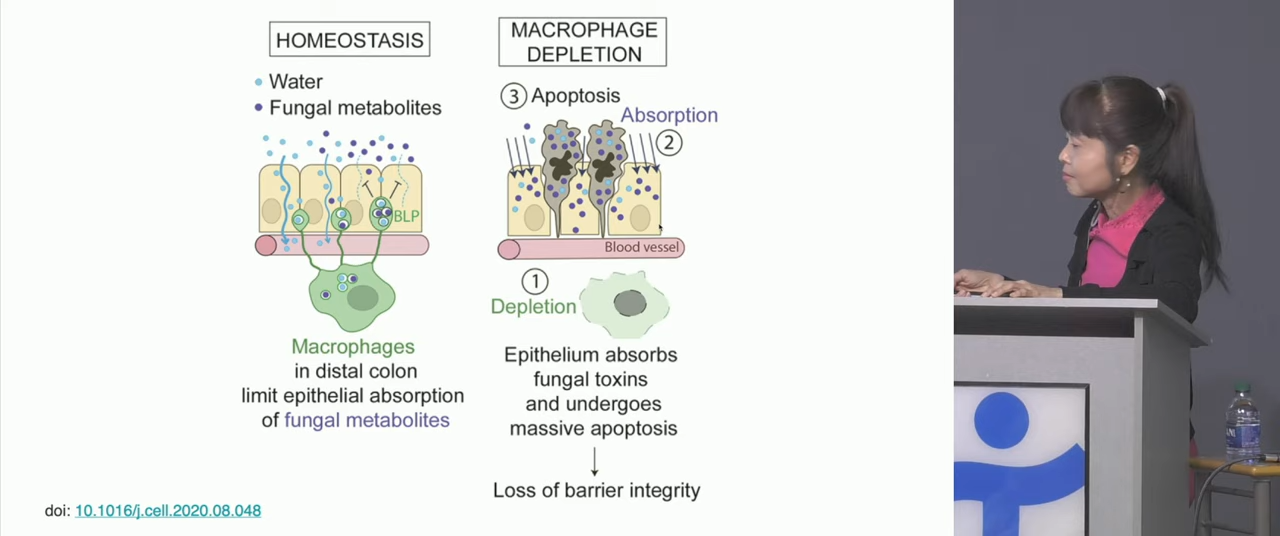 HOMEOSTASIS
Water
Fungal metabolites
BLP
Macrophages
in distal colon
limit epithelial absorption
of fungal metabolites
MACROPHAGE
DEPLETION
3 Apoptosis
Absorption
2
Blood vessel
1
Depletion
Epithelium absorbs
fungal toxins
and undergoes
massive apoptosis
Loss of barrier integrity
doi: 10.1016/j.cell.2020.08.048